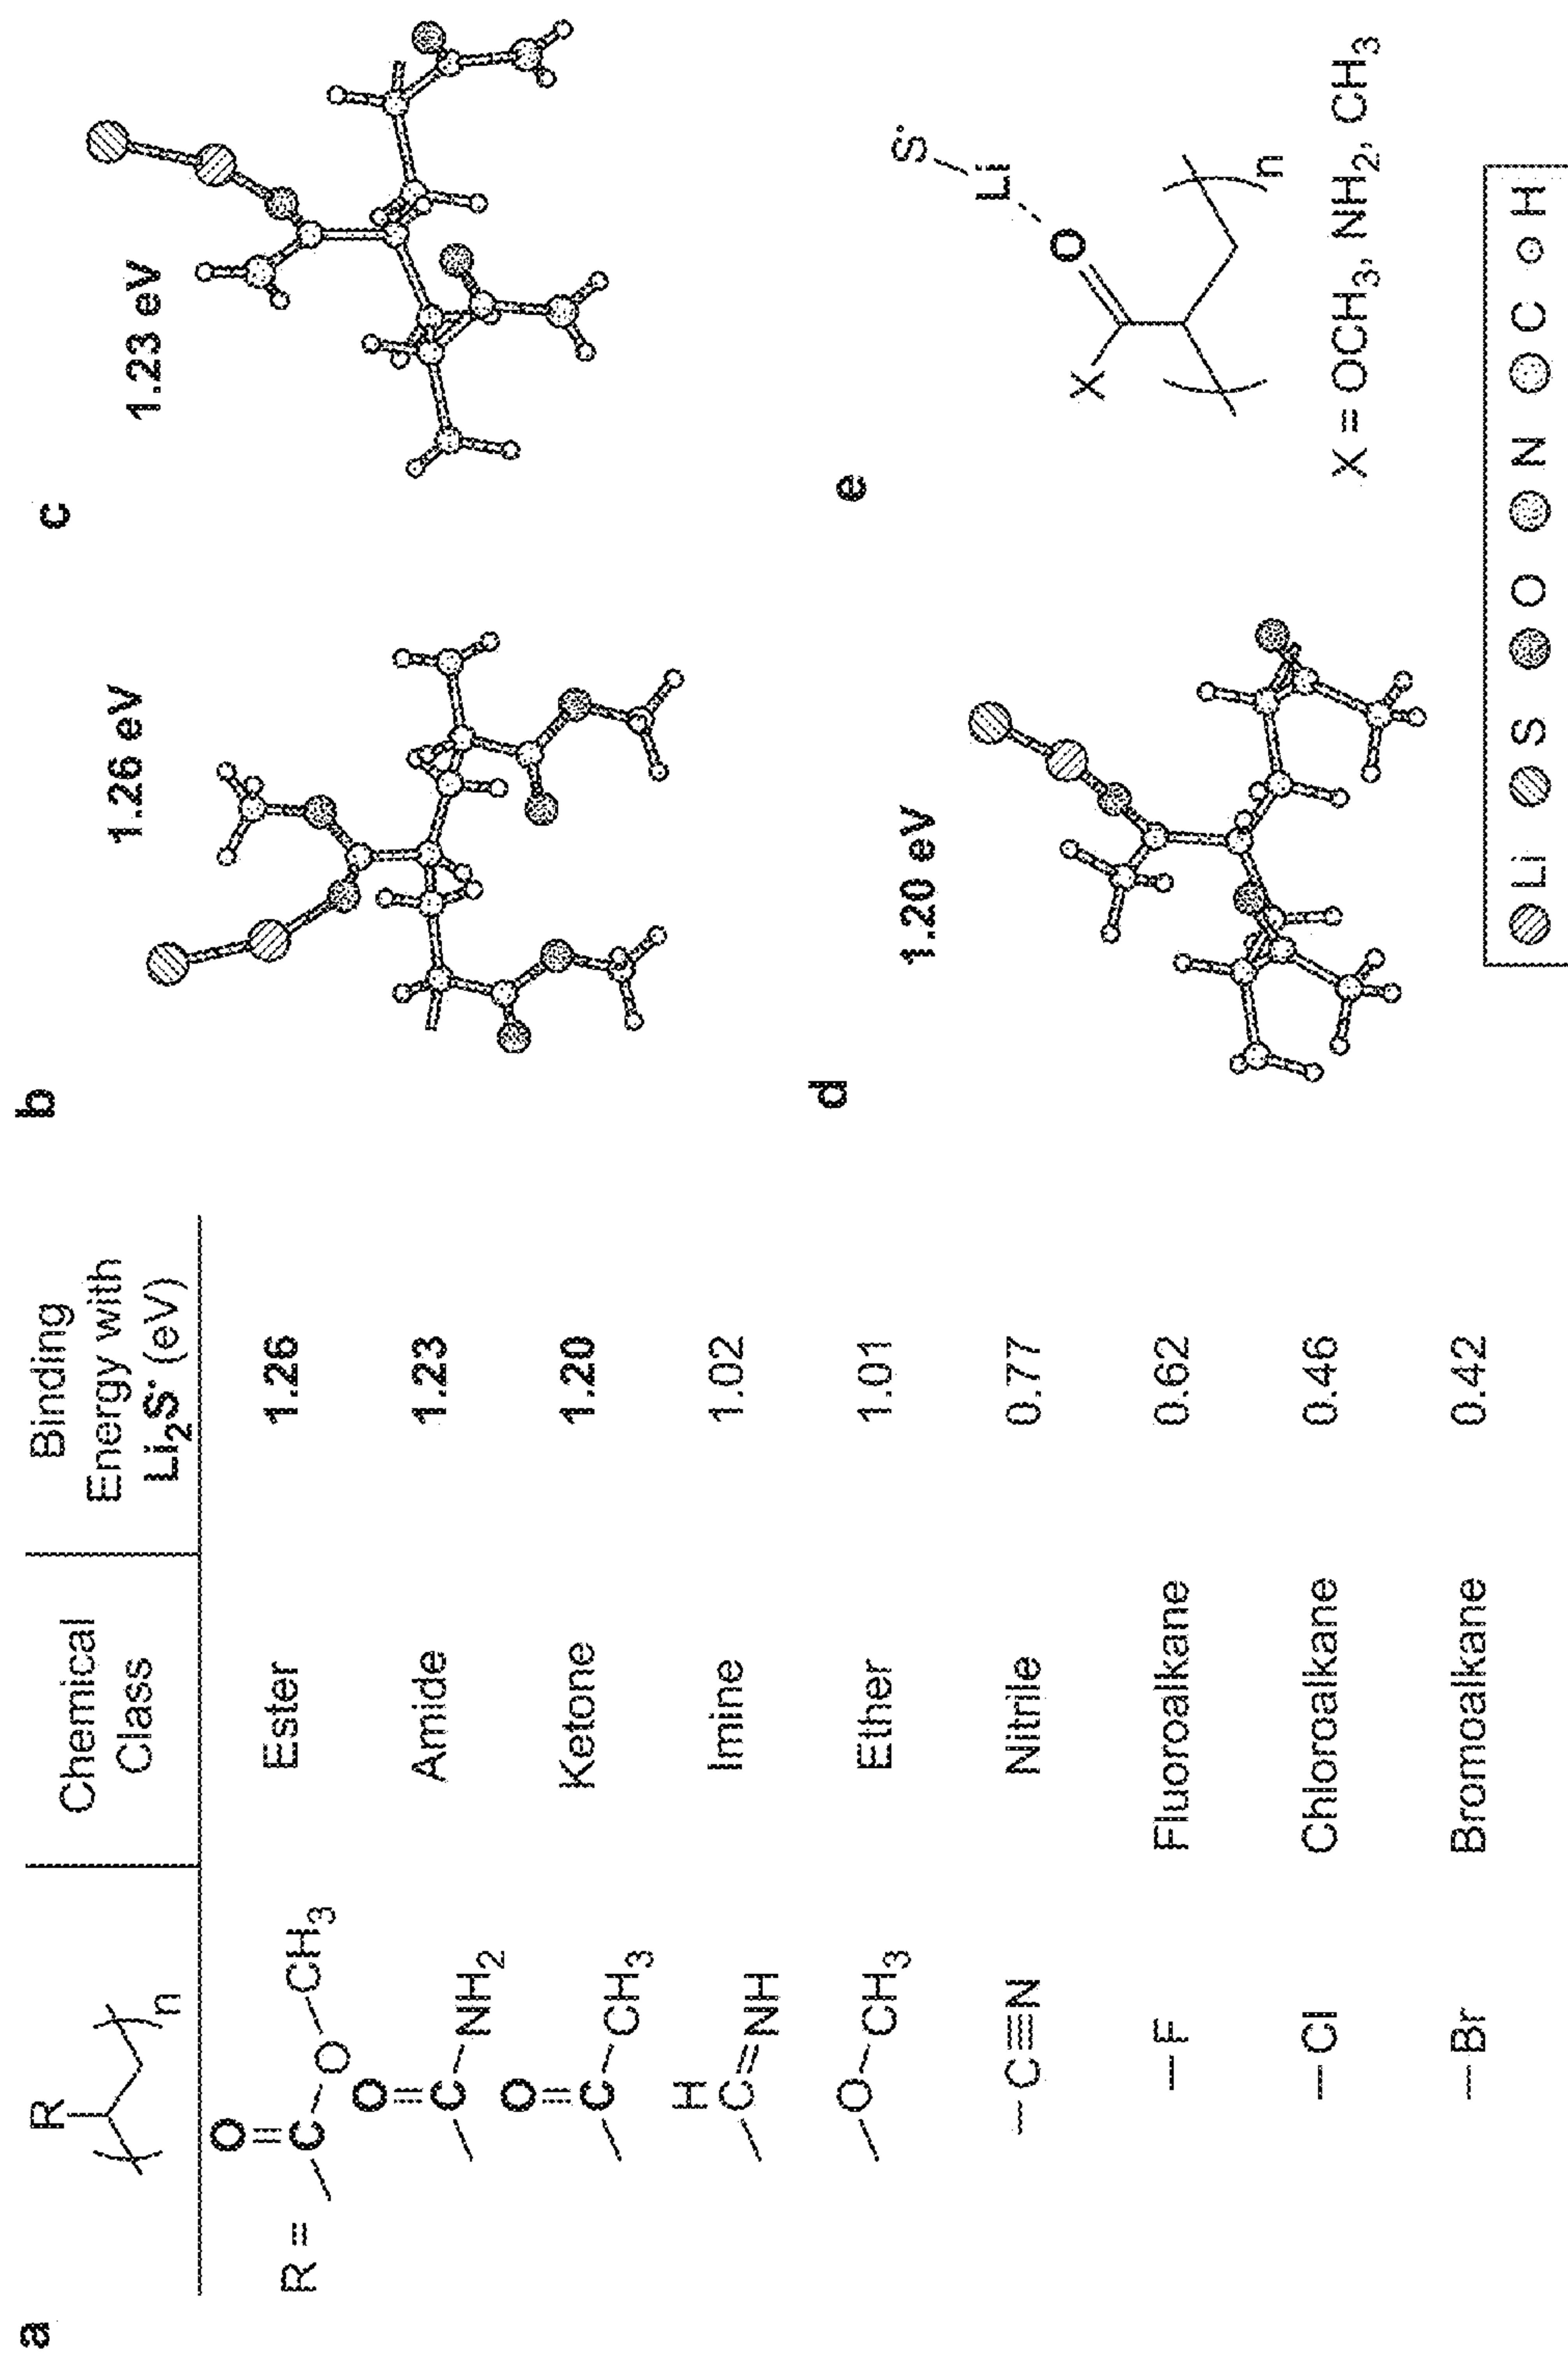 a
R
n
Chemical
Class
Binding
Energy with
Li₂S· (eV)
R = O=C–O–CH₃ Ester 1.26
O=C–NH₂ Amide 1.23
O=C–CH₃ Ketone 1.20
H C=NH Imine 1.02
O–CH₃ Ether 1.01
–C≡N Nitrile 0.77
–F Fluoroalkane 0.62
–Cl Chloroalkane 0.46
–Br Bromoalkane 0.42
b
1.26 eV
c
1.23 eV
d
1.20 eV
e
S·
Li
O
X
n
X = OCH₃, NH₂, CH₃
Li S O N C H